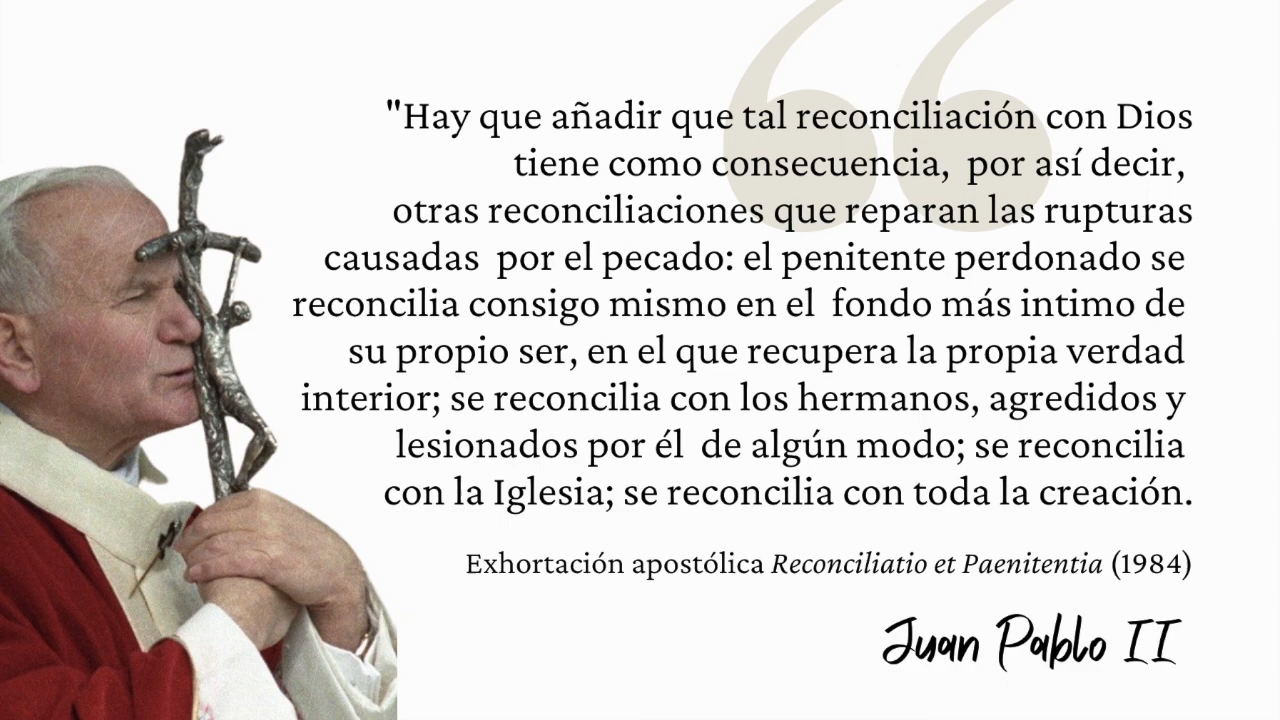 "Hay que añadir que tal reconciliación con Dios
tiene como consecuencia, por así decir,
otras reconciliaciones que reparan las rupturas
causadas por el pecado: el penitente perdonado se
reconcilia consigo mismo en el fondo más intimo de
su propio ser, en el que recupera la propia verdad
interior; se reconcilia con los hermanos, agredidos y
lesionados por él de algún modo; se reconcilia
con la Iglesia; se reconcilia con toda la creación.
Exhortación apostólica Reconciliatio et Paenitentia (1984)
Juan Pablo II